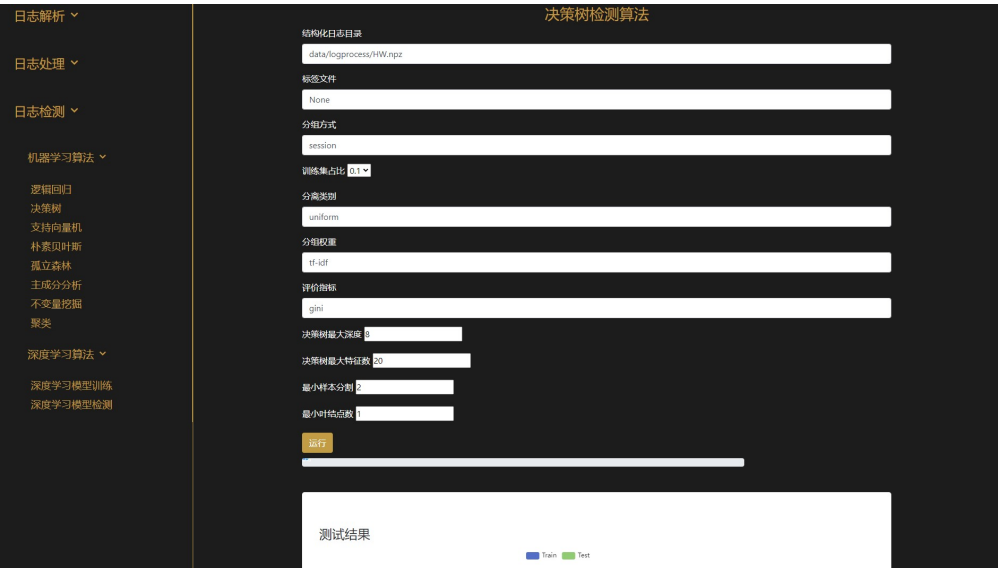 日志解析
日志处理
日志检测
机器学习算法
逻辑回归
决策树
支持向量机
朴素贝叶斯
孤立森林
主成分分析
不变量挖掘
聚类
深度学习算法
深度学习模型训练
深度学习模型检测
决策树检测算法
结构化日志目录
data/logprocess/HW.npz
标签文件
None
分组方式
session
训练集占比 0.1
分离类别
uniform
分组权重
tf-idf
评价指标
gini
决策树最大深度 8
决策树最大特征数 20
最小样本分割 2
最小叶结点数 1
运行
测试结果
Train Test